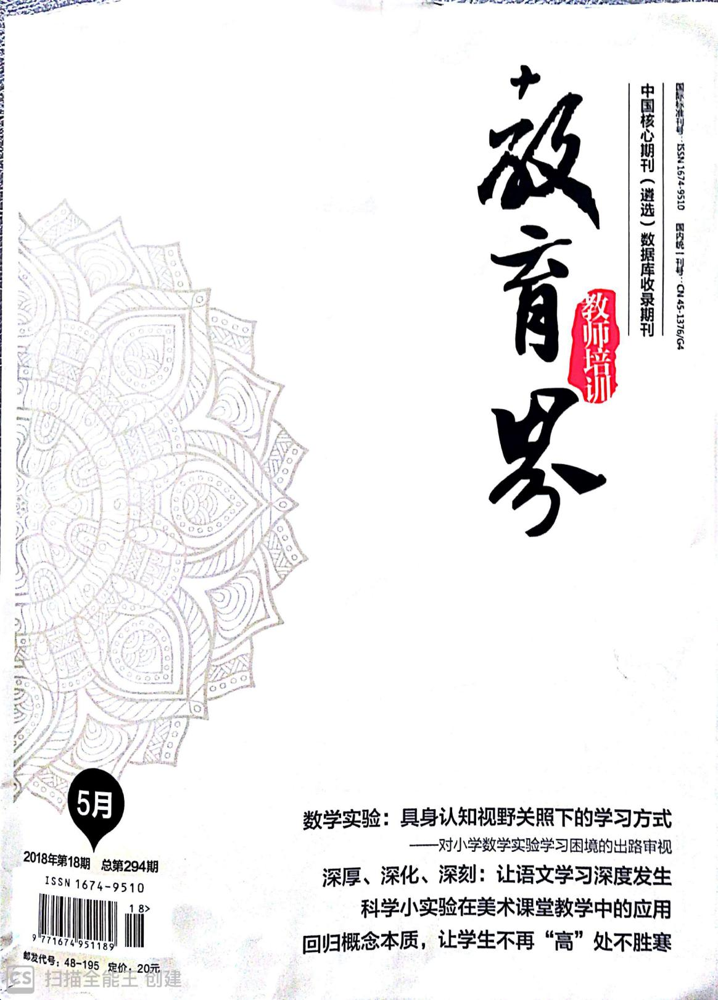 国际标准刊号：ISSN 1674-9510 国内统一刊号：CN 45-1376/G4
中国核心期刊（遴选）数据库收录期刊
教育界
教师培训
5月
2018年第18期 总第294期
ISSN 1674-9510
18>
9 771674 951189
邮发代号：48-195 定价：20元
数学实验：具身认知视野关照下的学习方式
——对小学数学实验学习困境的出路审视
深厚、深化、深刻：让语文学习深度发生
科学小实验在美术课堂教学中的应用
回归概念本质，让学生不再“高”处不胜寒
CS 扫描全能王 创建